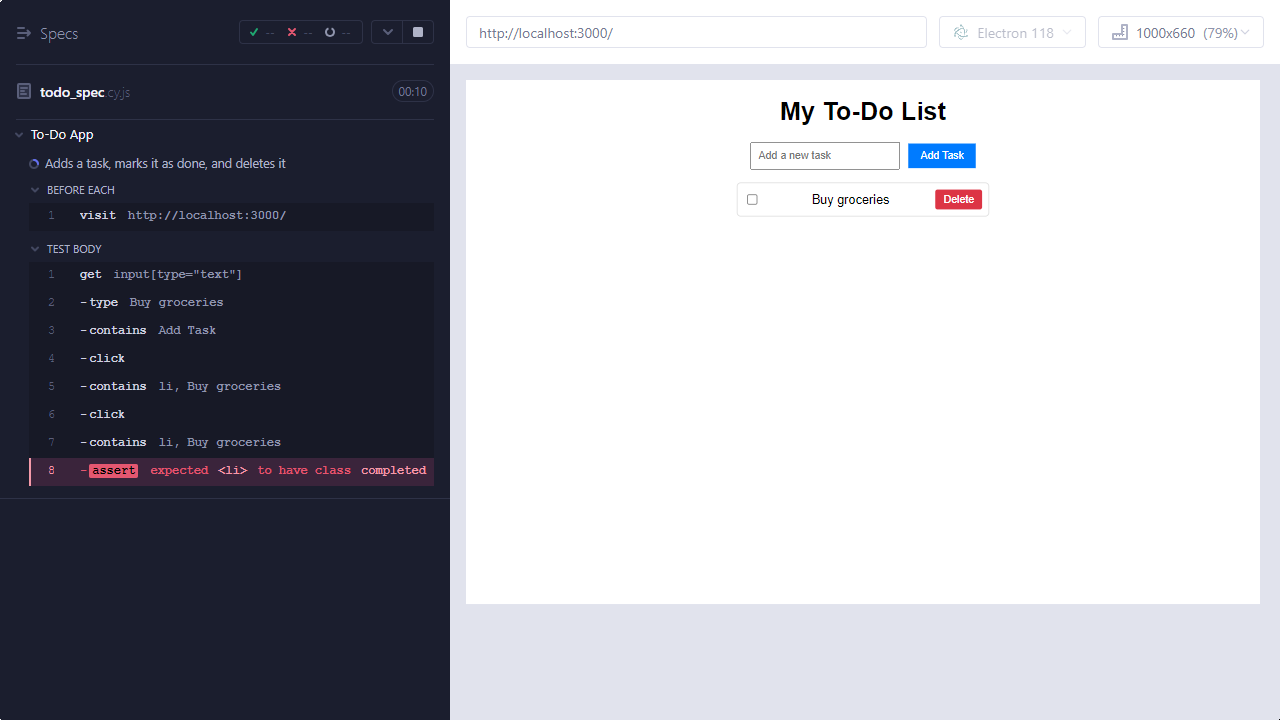 Specs
-- -- --
todo_spec.cy.js 00:10
To-Do App
Adds a task, marks it as done, and deletes it
BEFORE EACH
1 visit http://localhost:3000/
TEST BODY
1 get input[type="text"]
2 -type Buy groceries
3 -contains Add Task
4 -click
5 -contains li, Buy groceries
6 -click
7 -contains li, Buy groceries
8 -assert expected <li> to have class completed
http://localhost:3000/
Electron 118
1000x660 (79%)
My To-Do List
Add a new task
Add Task
Buy groceries
Delete